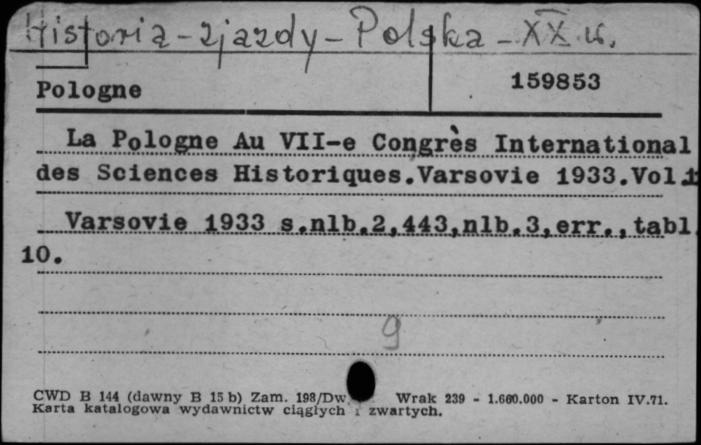 Historia - zjazdy - Polska - XX w.
159853
Pologne
La Pologne Au VII-e Congrès International
des Sciences Historiques.Varsovie 1933.Vol.1
Varsovie 1933 s.nlb.2,443,nlb.3,err.,tabl.
10.
9
CWD B 144 (dawny B 15 b) Zam. 198/Dw. Wrak 239 - 1.600.000 - Karton IV.71.
Karta katalogowa wydawnictw ciągłych i zwartych.